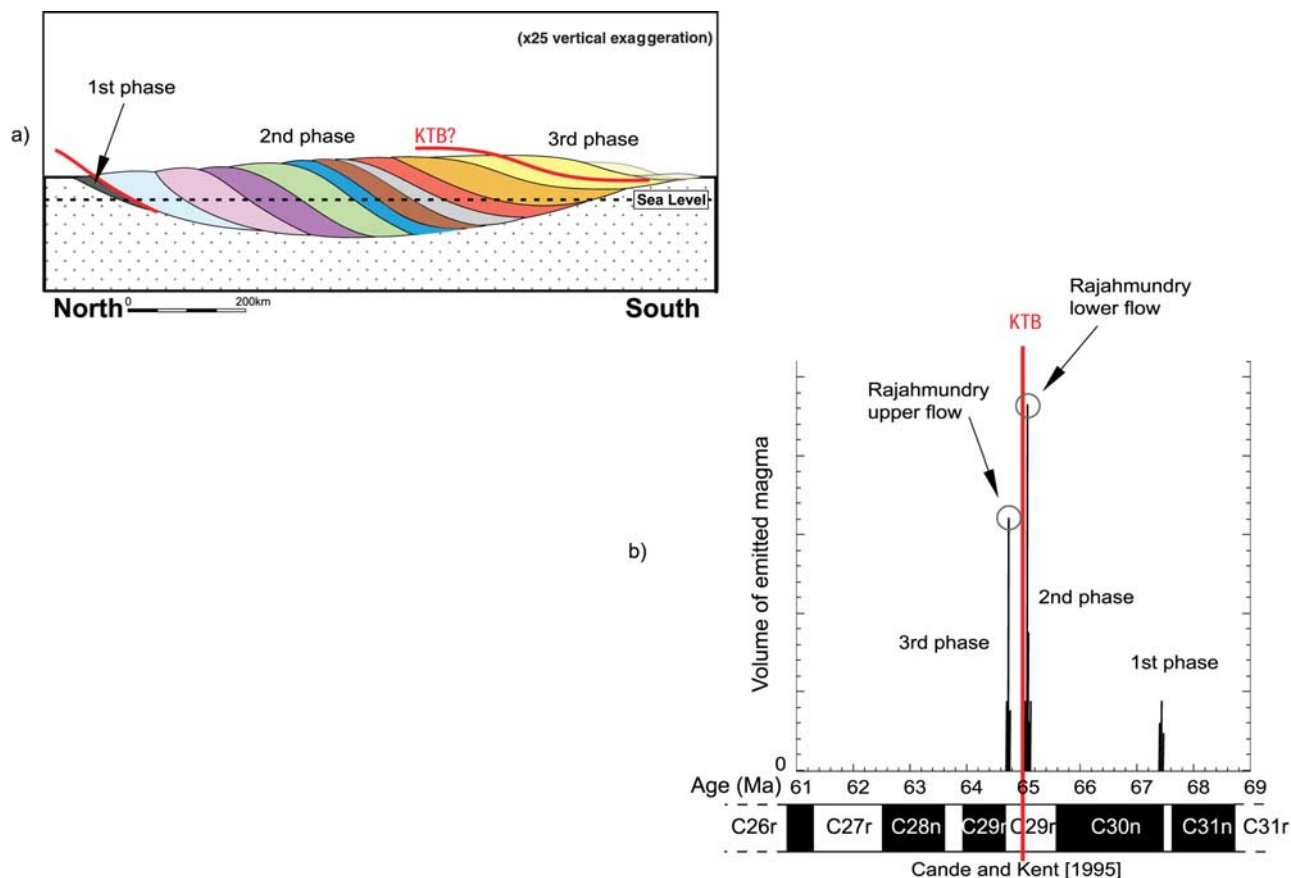 (x25 vertical exaggeration)
1st phase
a)
2nd phase
KTB?
3rd phase
Sea Level
North
0
200km
South
Rajahmundry
lower flow
KTB
Rajahmundry
upper flow
b)
Volume of emitted magma
2nd phase
3rd phase
1st phase
0
Age (Ma) 61 62 63 64 65 66 67 68 69
C26r C27r C28n C29r C29r C30n C31n C31r
Cande and Kent [1995]